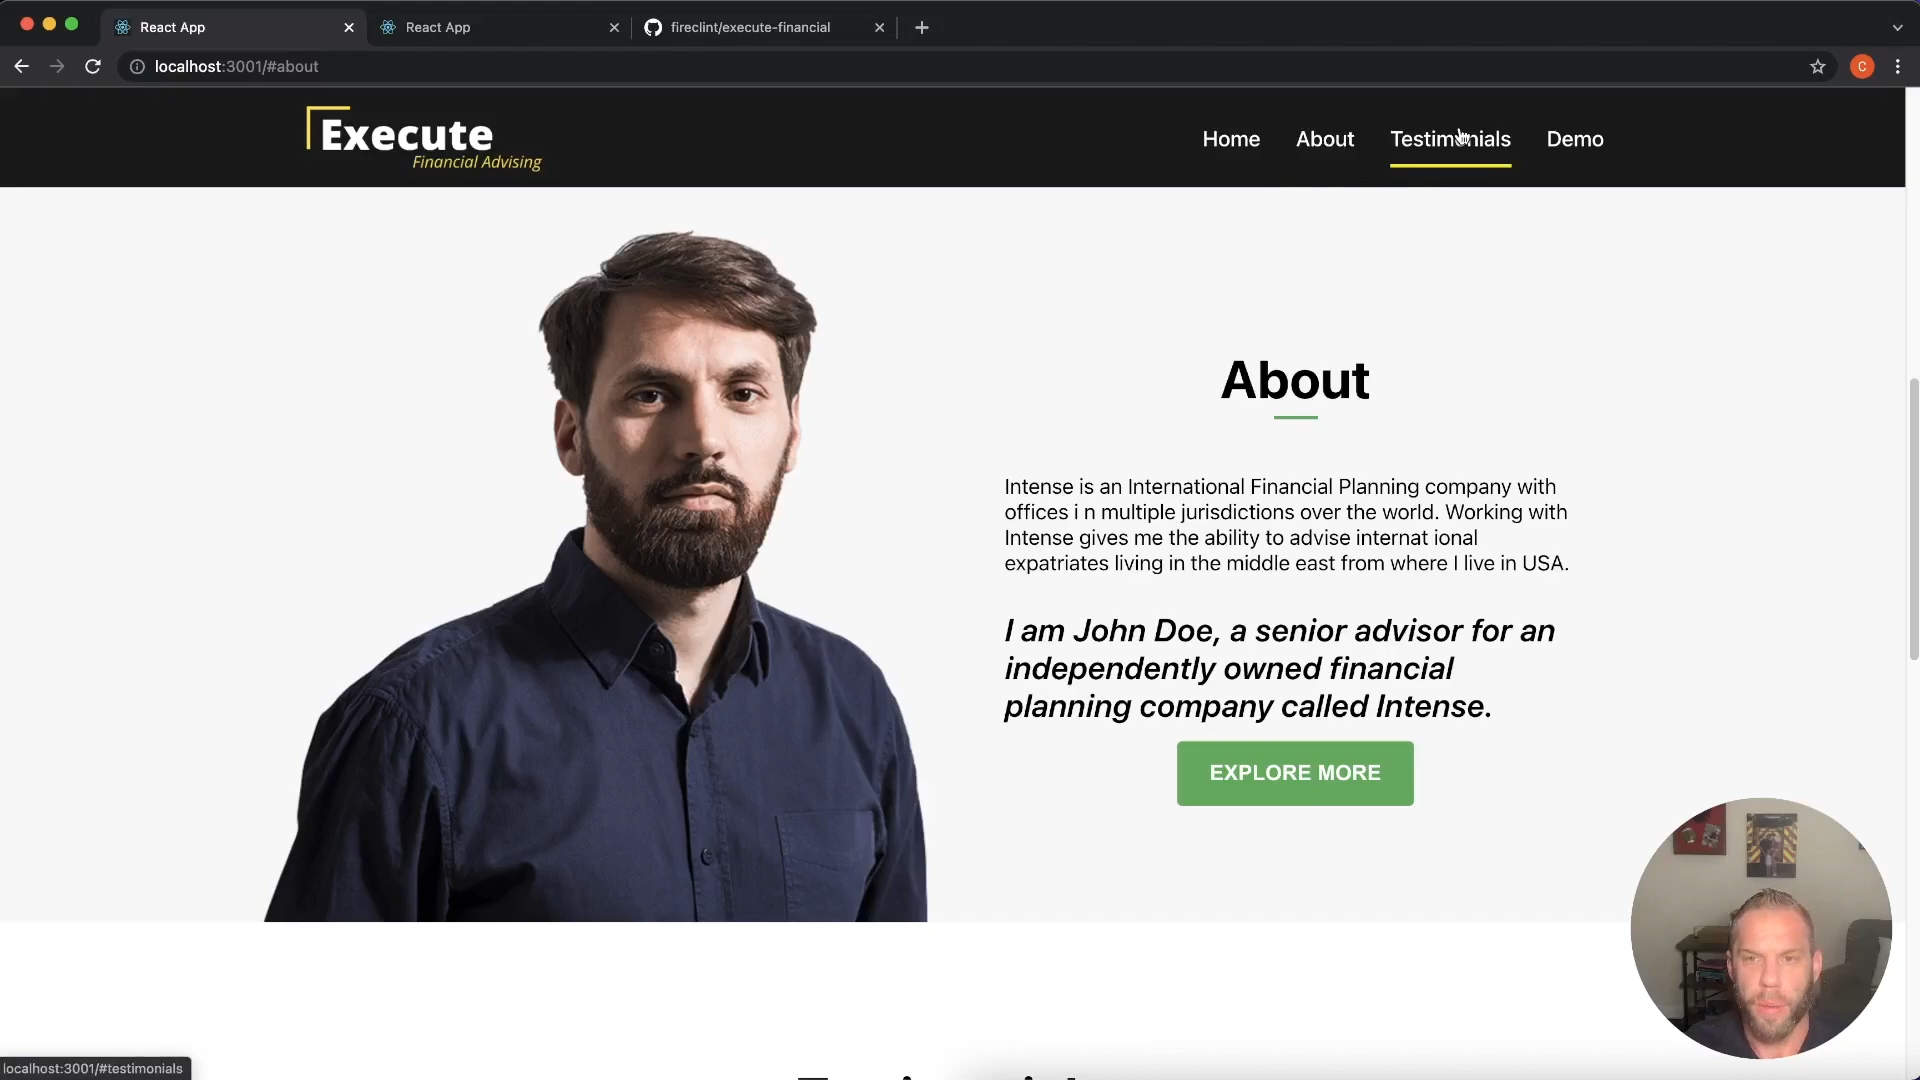 React App
React App
fireclint/execute-financial
localhost:3001/#about
C
Execute
Financial Advising
Home
About
Testimonials
Demo
About
Intense is an International Financial Planning company with
offices i n multiple jurisdictions over the world. Working with
Intense gives me the ability to advise internat ional
expatriates living in the middle east from where I live in USA.
I am John Doe, a senior advisor for an
independently owned financial
planning company called Intense.
EXPLORE MORE
localhost:3001/#testimonials